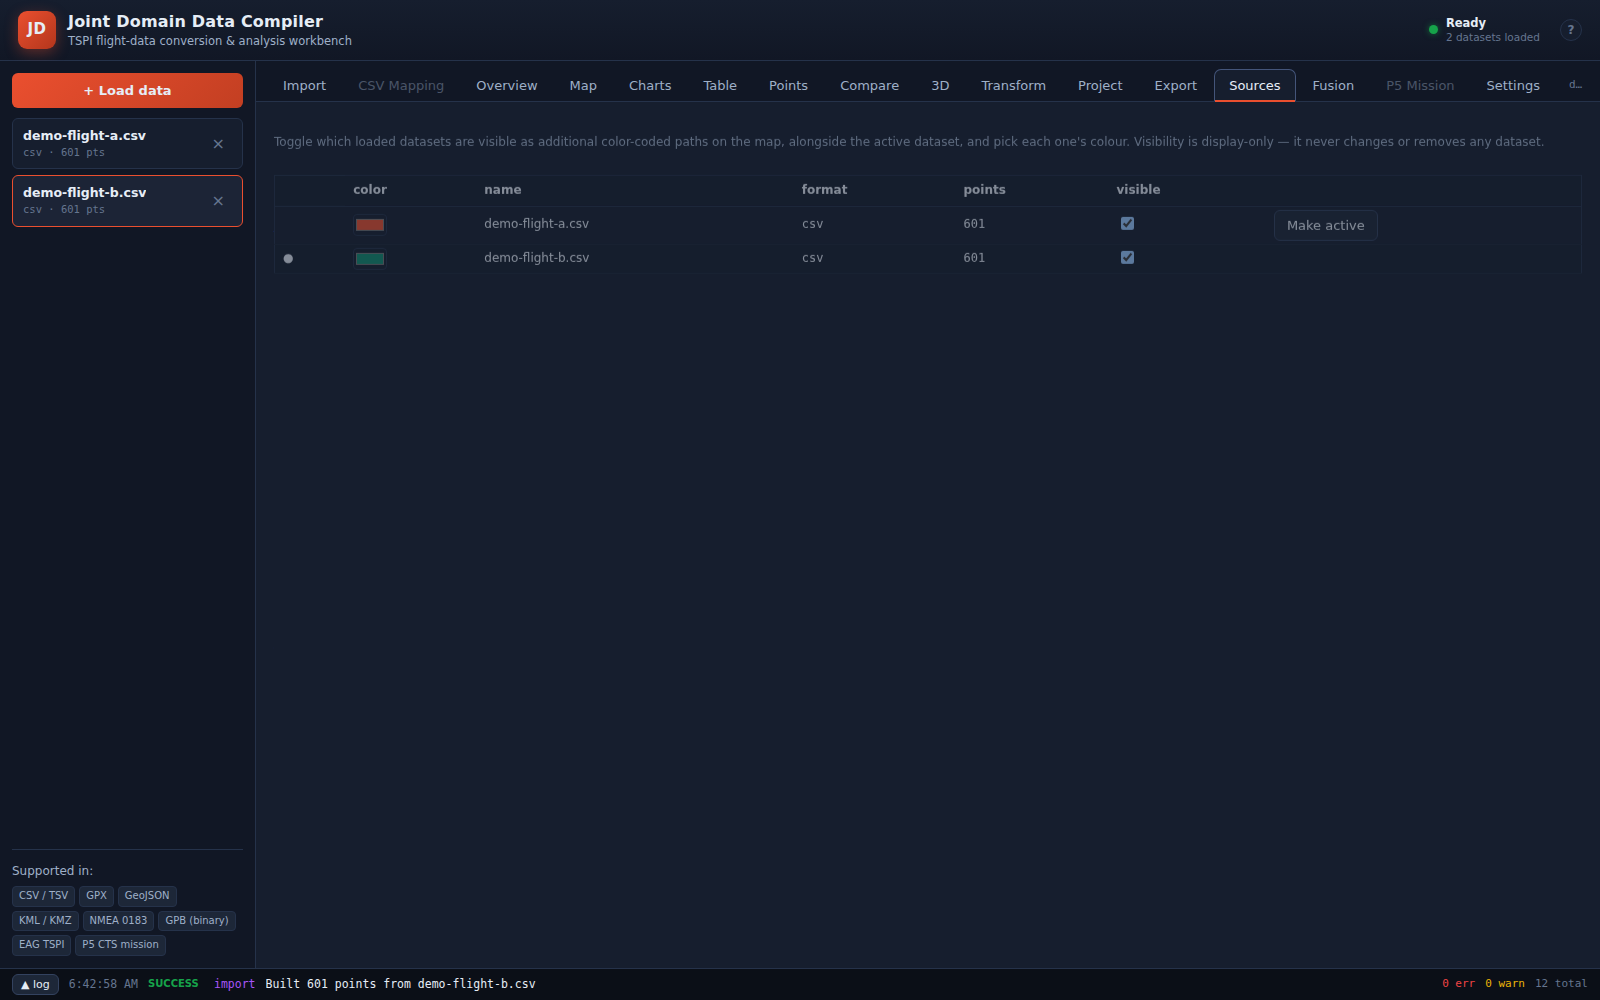 JD
Joint Domain Data Compiler
TSPI flight-data conversion & analysis workbench
Ready
2 datasets loaded
?
+ Load data
demo-flight-a.csv
csv · 601 pts
×
demo-flight-b.csv
csv · 601 pts
×
Import CSV Mapping Overview Map Charts Table Points Compare 3D Transform Project Export Sources Fusion P5 Mission Settings d…
Toggle which loaded datasets are visible as additional color-coded paths on the map, alongside the active dataset, and pick each one's colour. Visibility is display-only — it never changes or removes any dataset.
color name format points visible
demo-flight-a.csv csv 601 Make active
● demo-flight-b.csv csv 601
Supported in:
CSV / TSV GPX GeoJSON
KML / KMZ NMEA 0183 GPB (binary)
EAG TSPI P5 CTS mission
▲ log 6:42:58 AM SUCCESS import Built 601 points from demo-flight-b.csv 0 err 0 warn 12 total